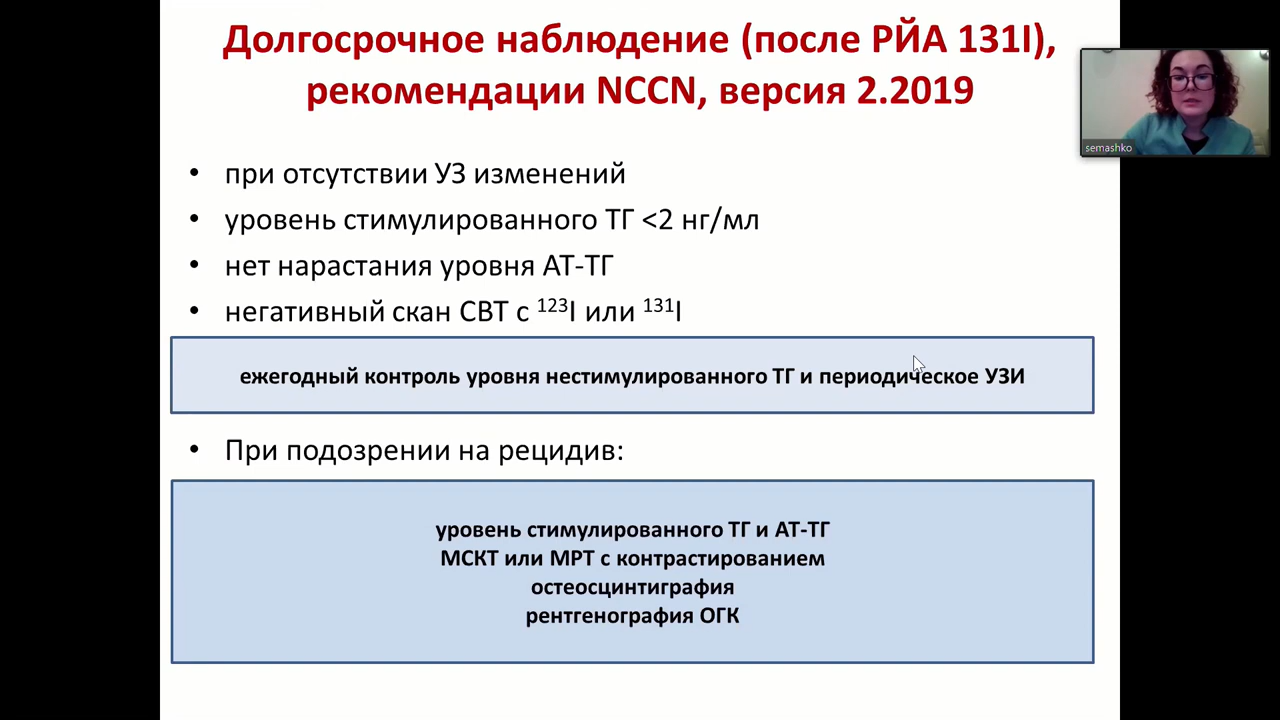 Долгосрочное наблюдение (после РЙА 131I),
рекомендации NCCN, версия 2.2019
semashko
• при отсутствии УЗ изменений
• уровень стимулированного ТГ <2 нг/мл
• нет нарастания уровня АТ-ТГ
• негативный скан СВТ с ¹²³I или ¹³¹I
ежегодный контроль уровня нестимулированного ТГ и периодическое УЗИ
• При подозрении на рецидив:
уровень стимулированного ТГ и АТ-ТГ
МСКТ или МРТ с контрастированием
остеосцинтиграфия
рентгенография ОГК